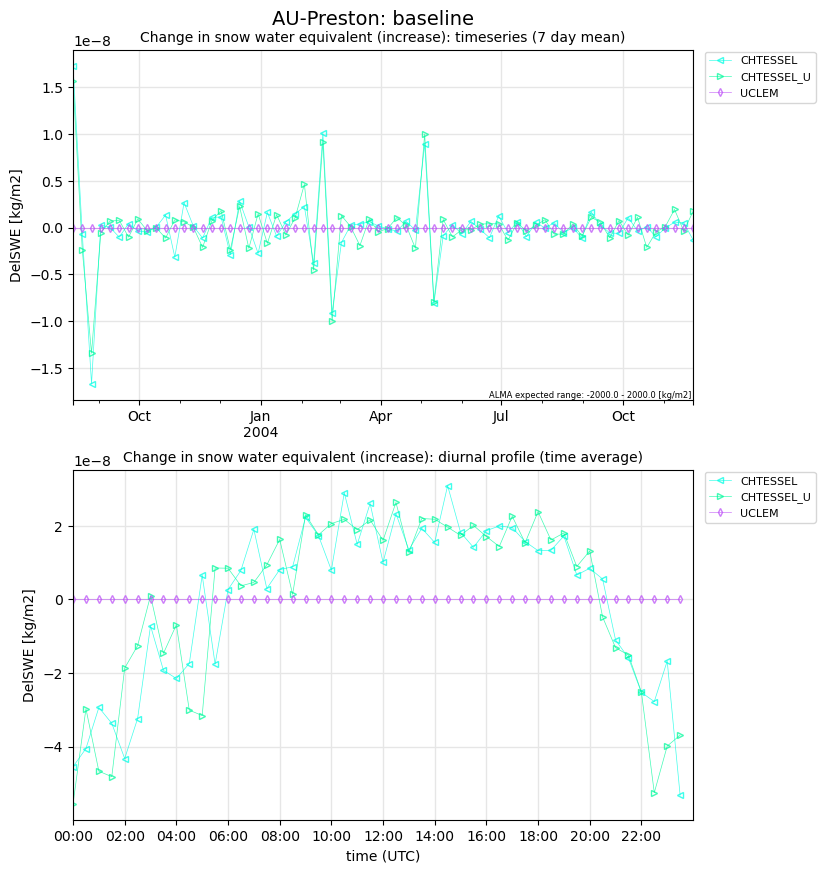 AU-Preston: baseline
Change in snow water equivalent (increase): timeseries (7 day mean)
1e−8
CHTESSEL
CHTESSEL_U
UCLEM
1.5
1.0
0.5
0.0
−0.5
−1.0
−1.5
DelSWE [kg/m2]
ALMA expected range: -2000.0 - 2000.0 [kg/m2]
Oct
Jan
2004
Apr
Jul
Oct
Change in snow water equivalent (increase): diurnal profile (time average)
1e−8
CHTESSEL
CHTESSEL_U
UCLEM
2
0
−2
−4
DelSWE [kg/m2]
00:00 02:00 04:00 06:00 08:00 10:00 12:00 14:00 16:00 18:00 20:00 22:00
time (UTC)